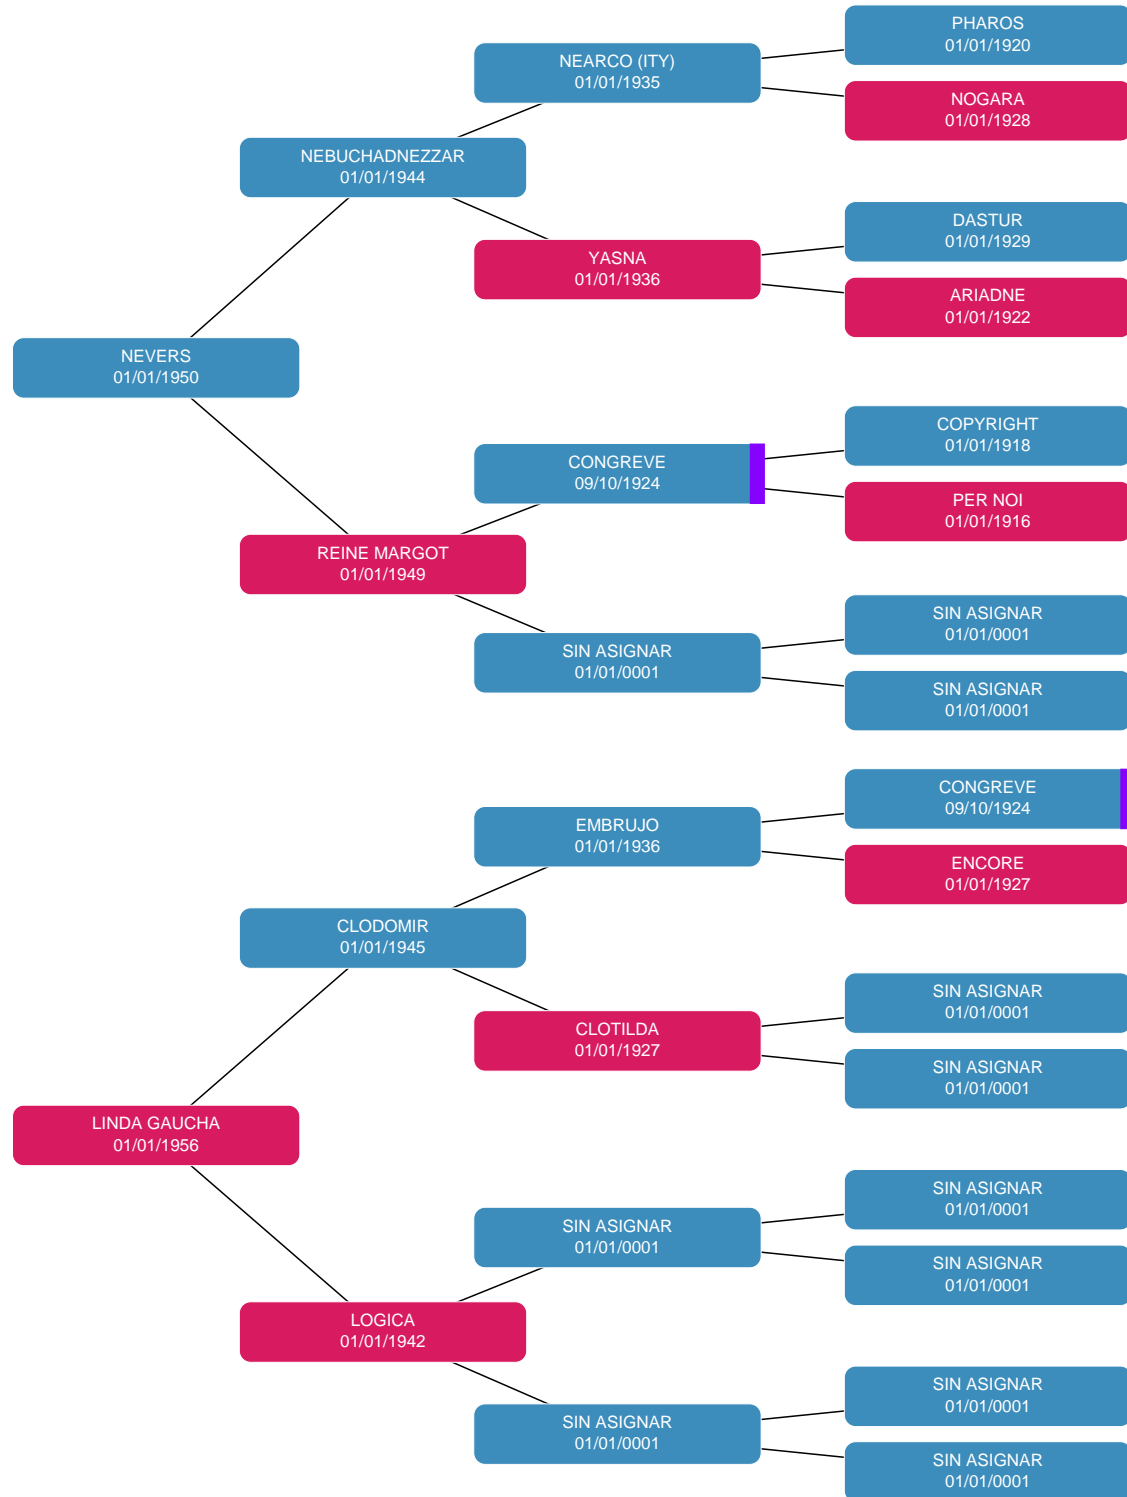 PHAROS
01/01/1920
NEARCO (ITY)
01/01/1935
NOGARA
01/01/1928
NEBUCHADNEZZAR
01/01/1944
DASTUR
01/01/1929
YASNA
01/01/1936
ARIADNE
01/01/1922
NEVERS
01/01/1950
COPYRIGHT
01/01/1918
CONGREVE
09/10/1924
PER NOI
01/01/1916
REINE MARGOT
01/01/1949
SIN ASIGNAR
01/01/0001
SIN ASIGNAR
01/01/0001
SIN ASIGNAR
01/01/0001
CONGREVE
09/10/1924
EMBRUJO
01/01/1936
ENCORE
01/01/1927
CLODOMIR
01/01/1945
SIN ASIGNAR
01/01/0001
CLOTILDA
01/01/1927
SIN ASIGNAR
01/01/0001
LINDA GAUCHA
01/01/1956
SIN ASIGNAR
01/01/0001
SIN ASIGNAR
01/01/0001
SIN ASIGNAR
01/01/0001
LOGICA
01/01/1942
SIN ASIGNAR
01/01/0001
SIN ASIGNAR
01/01/0001
SIN ASIGNAR
01/01/0001